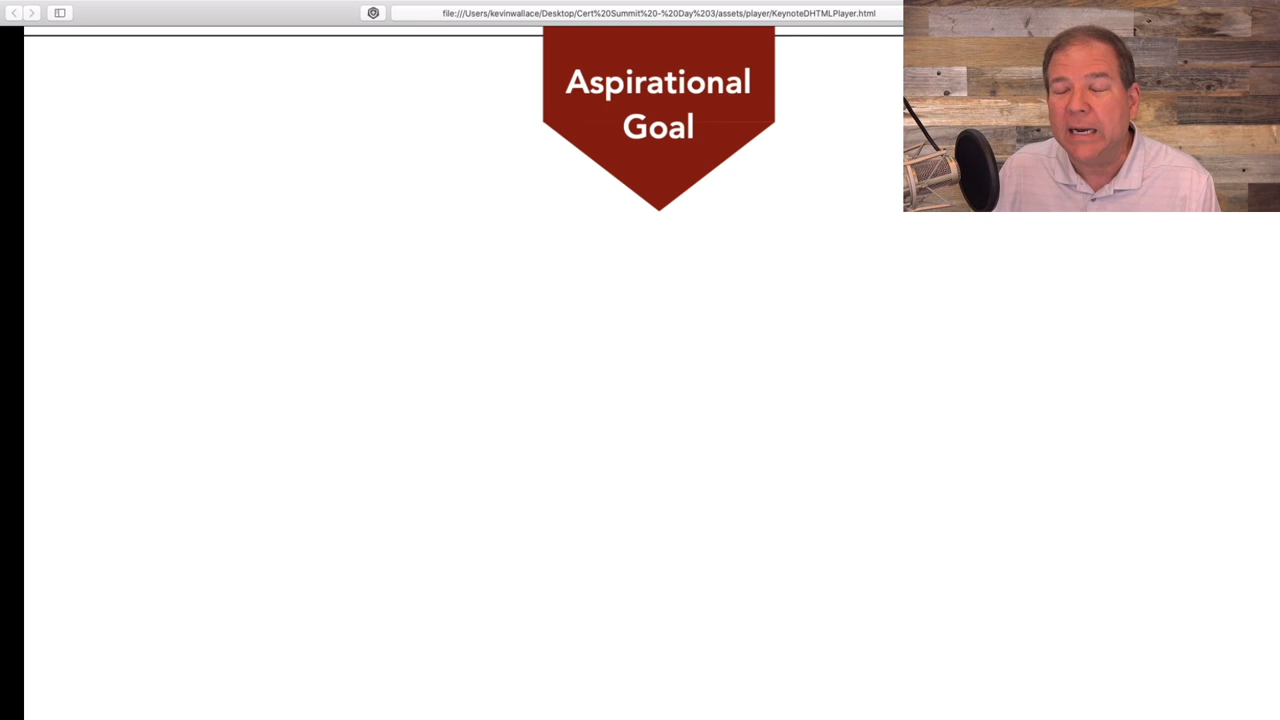 file:///Users/kevinwallace/Desktop/Cert%20Summit%20-%20Day%203/assets/player/KeynoteDHTMLPlayer.html
Aspirational
Goal